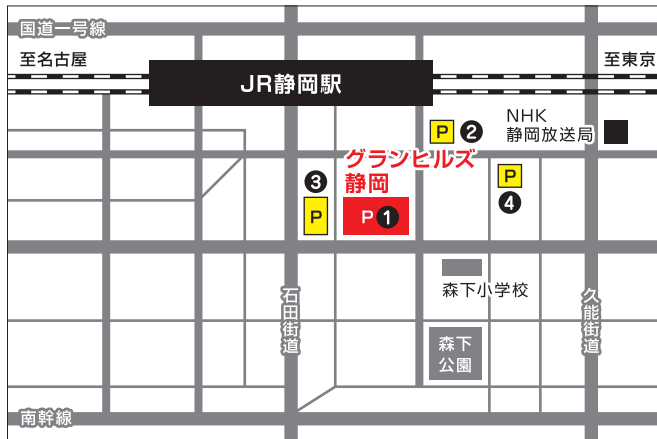 国道一号線
至名古屋
至東京
JR静岡駅
NHK
静岡放送局
P ❷
グランヒルズ
静岡
❸
P
P ❶
P
❹
森下小学校
石田街道
久能街道
森下
公園
南幹線